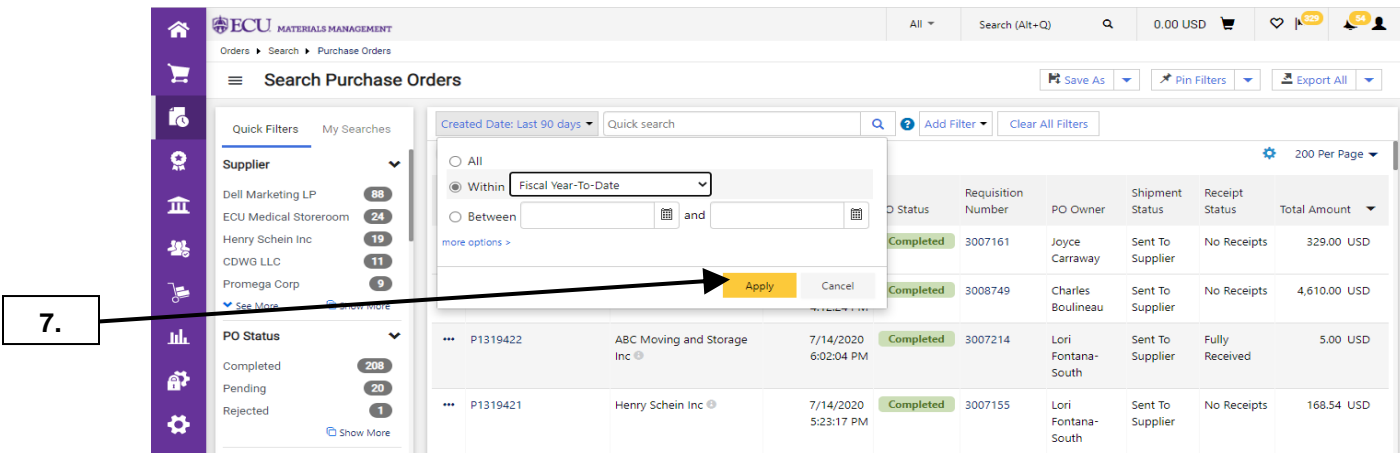 ECU MATERIALS MANAGEMENT
All
Search (Alt+Q)
0.00 USD
329
54
Orders Search Purchase Orders
Search Purchase Orders
Save As
Pin Filters
Export All
Quick Filters My Searches
Supplier
Dell Marketing LP 88
ECU Medical Storeroom 24
Henry Schein Inc 19
CDWG LLC 11
Promega Corp 9
See More Show More
PO Status
Completed 208
Pending 20
Rejected 1
Show More
Created Date: Last 90 days
Quick search
?
Add Filter
Clear All Filters
All
Within Fiscal Year-To-Date
Between and
more options >
Apply Cancel
200 Per Page
O Status Requisition Number PO Owner Shipment Status Receipt Status Total Amount
Completed 3007161 Joyce Carraway Sent To Supplier No Receipts 329.00 USD
4:12:24 PM Completed 3008749 Charles Boulineau Sent To Supplier No Receipts 4,610.00 USD
P1319422 ABC Moving and Storage Inc 7/14/2020 6:02:04 PM Completed 3007214 Lori Fontana-South Sent To Supplier Fully Received 5.00 USD
P1319421 Henry Schein Inc 7/14/2020 5:23:17 PM Completed 3007155 Lori Fontana-South Sent To Supplier No Receipts 168.54 USD
7.